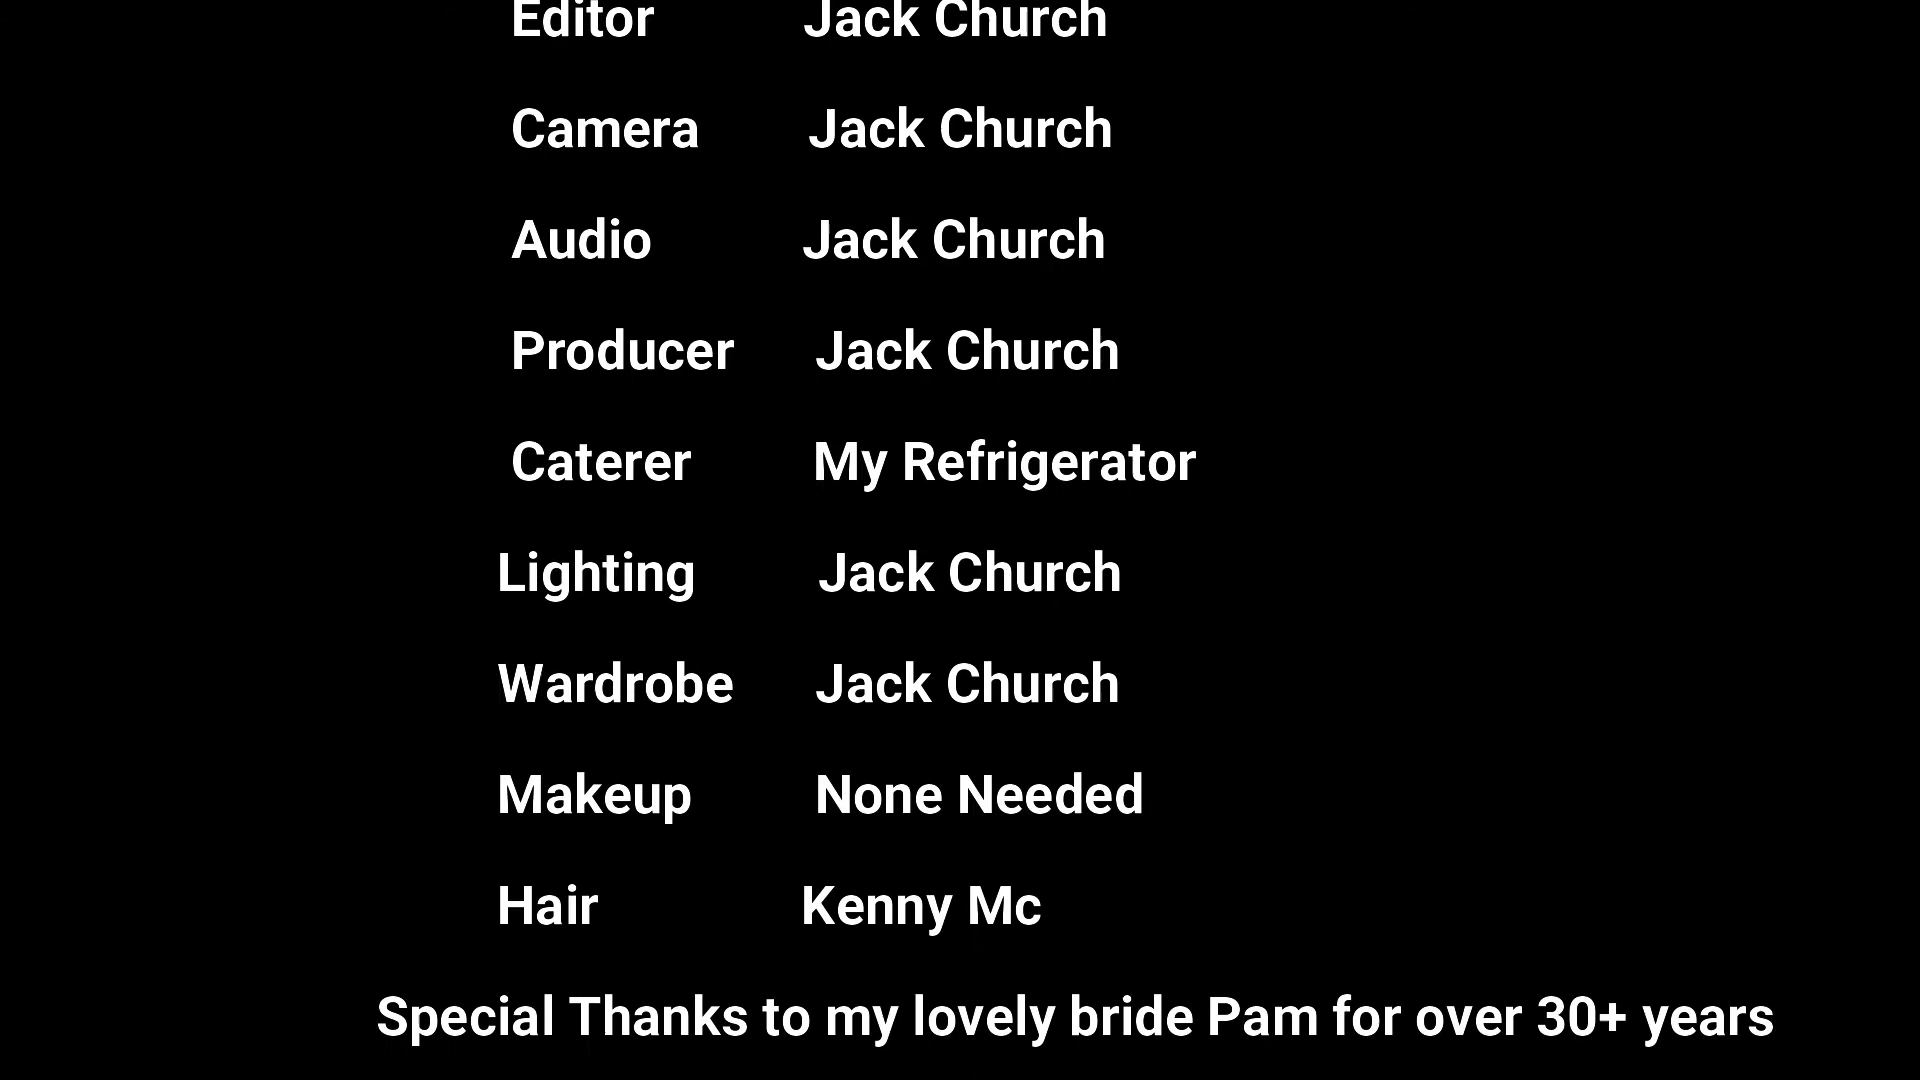 Editor Jack Church
Camera Jack Church
Audio Jack Church
Producer Jack Church
Caterer My Refrigerator
Lighting Jack Church
Wardrobe Jack Church
Makeup None Needed
Hair Kenny Mc
Special Thanks to my lovely bride Pam for over 30+ years